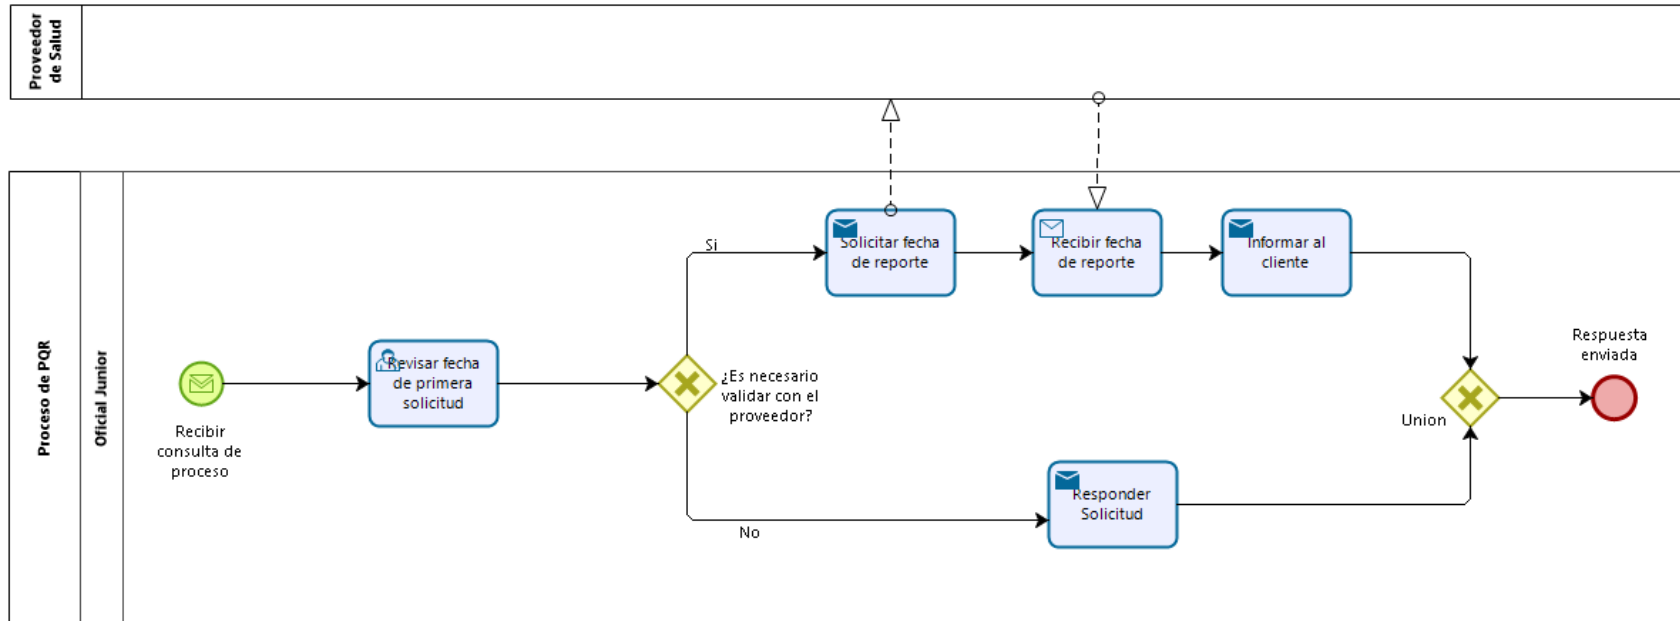 Proveedor
de Salud
Proceso de PQR
Oficial Junior
Recibir
consulta de
proceso
Revisar fecha
de primera
solicitud
¿Es necesario
validar con el
proveedor?
Si
Solicitar fecha
de reporte
Recibir fecha
de reporte
Informar al
cliente
No
Responder
Solicitud
Union
Respuesta
enviada